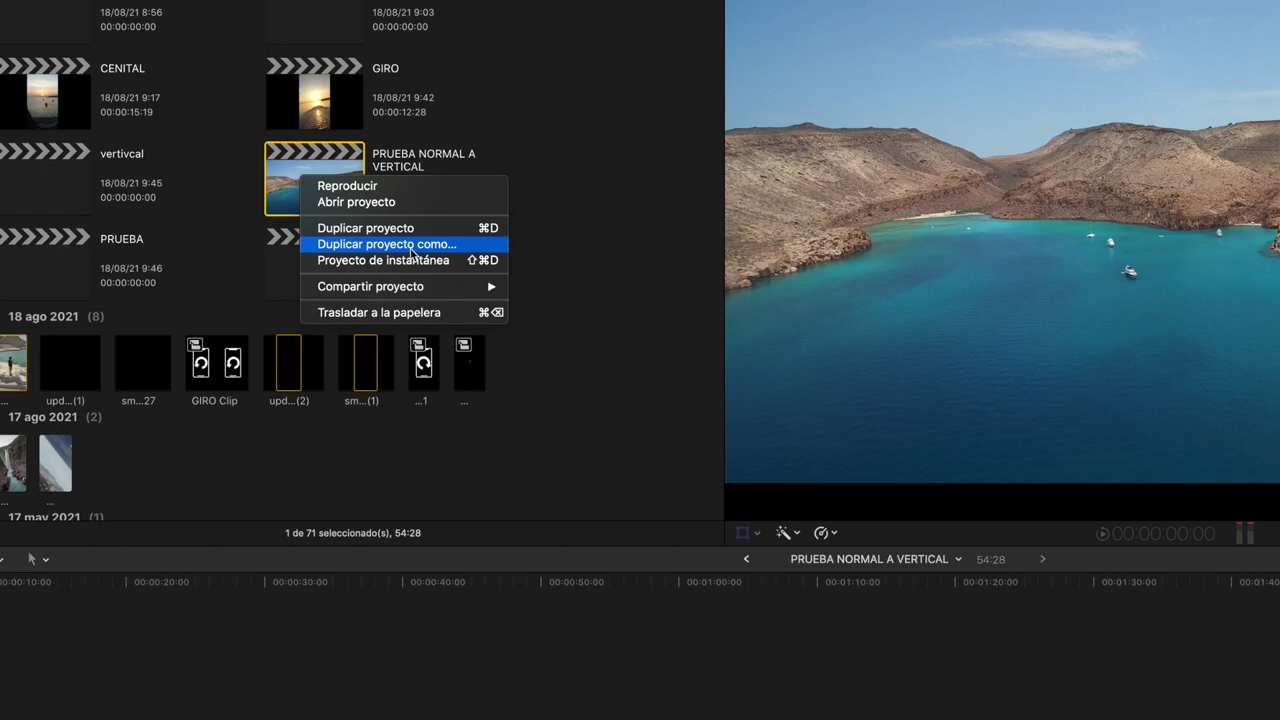 18/08/21 8:56
00:00:00:00
18/08/21 9:03
00:00:00:00
CENITAL
18/08/21 9:17
00:00:15:19
GIRO
18/08/21 9:42
00:00:12:28
vertivcal
18/08/21 9:45
00:00:00:00
PRUEBA NORMAL A
VERTICAL
PRUEBA
18/08/21 9:46
00:00:00:00
Reproducir
Abrir proyecto
Duplicar proyecto ⌘D
Duplicar proyecto como...
Proyecto de instantánea ⇧⌘D
Compartir proyecto
Trasladar a la papelera ⌘⌫
18 ago 2021 (8)
... upd...(1) sm...27 GIRO Clip upd...(2) sm...(1) ...1 ...
17 ago 2021 (2)
... ...
17 may 2021 (1)
1 de 71 seleccionado(s), 54:28
00:00:00:00
PRUEBA NORMAL A VERTICAL 54:28
00:00:10:00 00:00:20:00 00:00:30:00 00:00:40:00 00:00:50:00 00:01:00:00 00:01:10:00 00:01:20:00 00:01:30:00 00:01:40